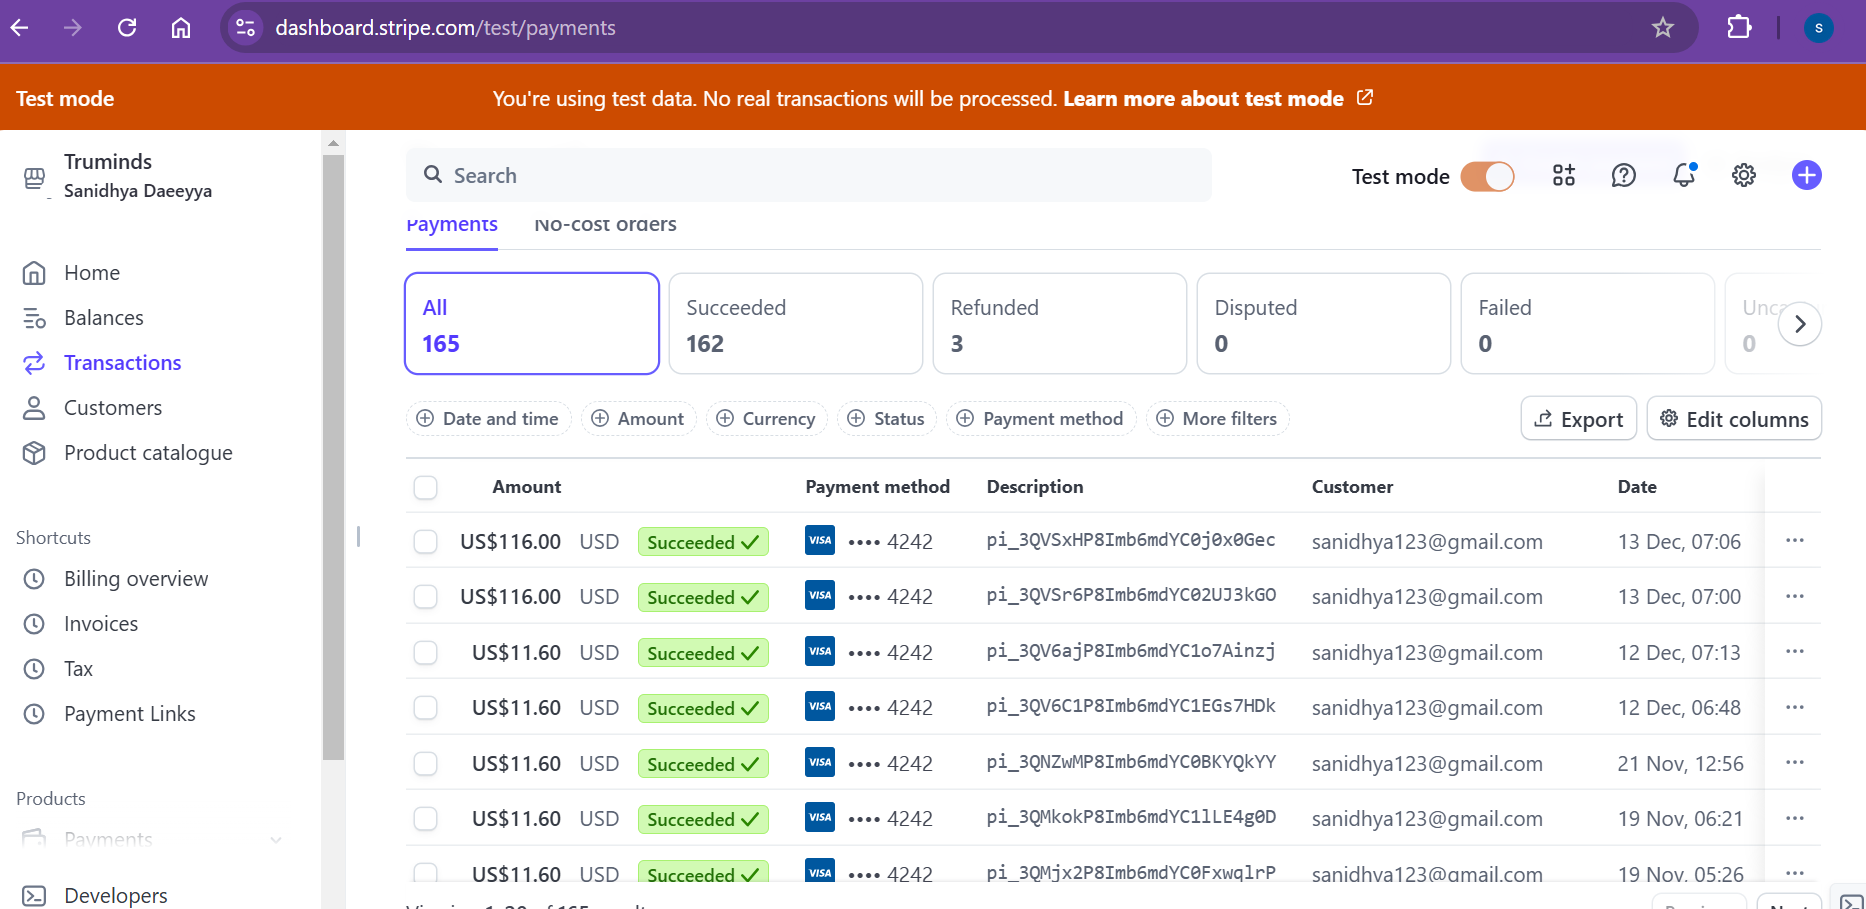 dashboard.stripe.com/test/payments
S
Test mode
You're using test data. No real transactions will be processed. Learn more about test mode
Truminds
Sanidhya Daeeyya
Search
Test mode
Payments No-cost orders
Home
Balances
Transactions
Customers
Product catalogue
Shortcuts
Billing overview
Invoices
Tax
Payment Links
Products
Payments
Developers
All
165
Succeeded
162
Refunded
3
Disputed
0
Failed
0
0
Date and time Amount Currency Status Payment method More filters
Export Edit columns
Amount Payment method Description Customer Date
US$116.00 USD Succeeded VISA •••• 4242 pi_3QVSxHP8Imb6mdYC0j0x0Gec sanidhya123@gmail.com 13 Dec, 07:06
US$116.00 USD Succeeded VISA •••• 4242 pi_3QVSr6P8Imb6mdYC02UJ3kGO sanidhya123@gmail.com 13 Dec, 07:00
US$11.60 USD Succeeded VISA •••• 4242 pi_3QV6ajP8Imb6mdYC1o7Ainzj sanidhya123@gmail.com 12 Dec, 07:13
US$11.60 USD Succeeded VISA •••• 4242 pi_3QV6C1P8Imb6mdYC1EGs7HDk sanidhya123@gmail.com 12 Dec, 06:48
US$11.60 USD Succeeded VISA •••• 4242 pi_3QNZwMP8Imb6mdYC0BKYQkYY sanidhya123@gmail.com 21 Nov, 12:56
US$11.60 USD Succeeded VISA •••• 4242 pi_3QMkokP8Imb6mdYC1lLE4g0D sanidhya123@gmail.com 19 Nov, 06:21
US$11.60 USD Succeeded VISA •••• 4242 pi_3QMjx2P8Imb6mdYC0FxwqlrP sanidhya123@gmail.com 19 Nov, 05:26